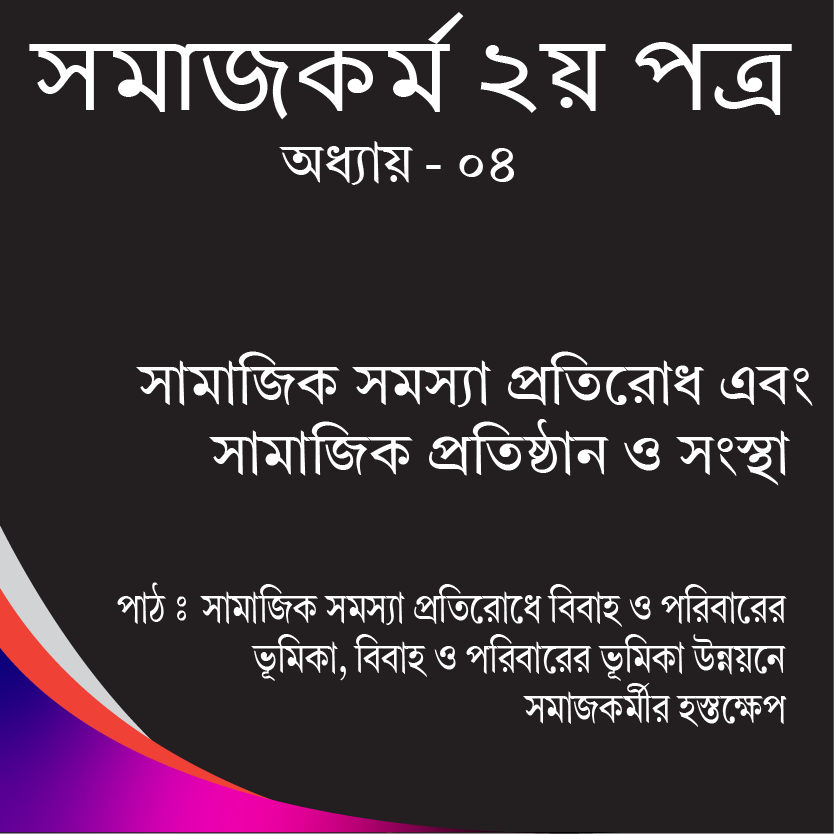 সমাজকর্ম ২য় পত্র
অধ্যায় - ০৪
সামাজিক সমস্যা প্রতিরোধ এবং
সামাজিক প্রতিষ্ঠান ও সংস্থা
পাঠ ঃ সামাজিক সমস্যা প্রতিরোধে বিবাহ ও পরিবারের
ভূমিকা, বিবাহ ও পরিবারের ভূমিকা উন্নয়নে
সমাজকর্মীর হস্তক্ষেপ